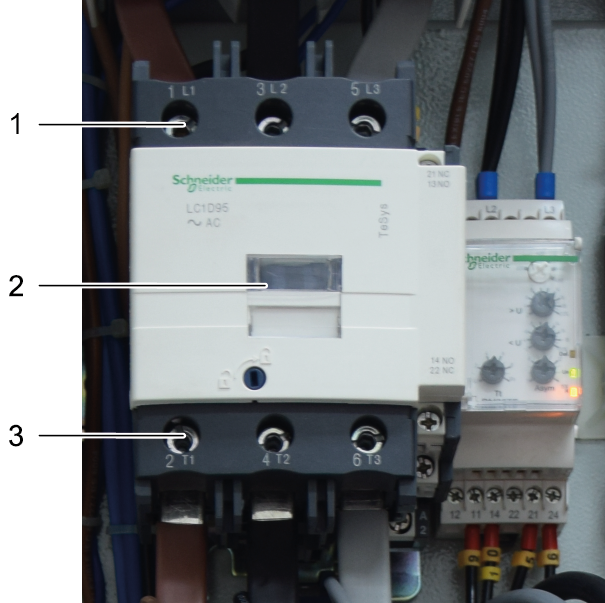 1
2
3
1 L1
3 L2
5 L3
Schneider
Electric
LC1D95
~ AC
TeSys
21 NC
13 NO
14 NO
22 NC
2 T1
4 T2
6 T3
L2
L3
Schneider
Electric
>U
<U
Asym
Tt
12
11
14
22
21
24